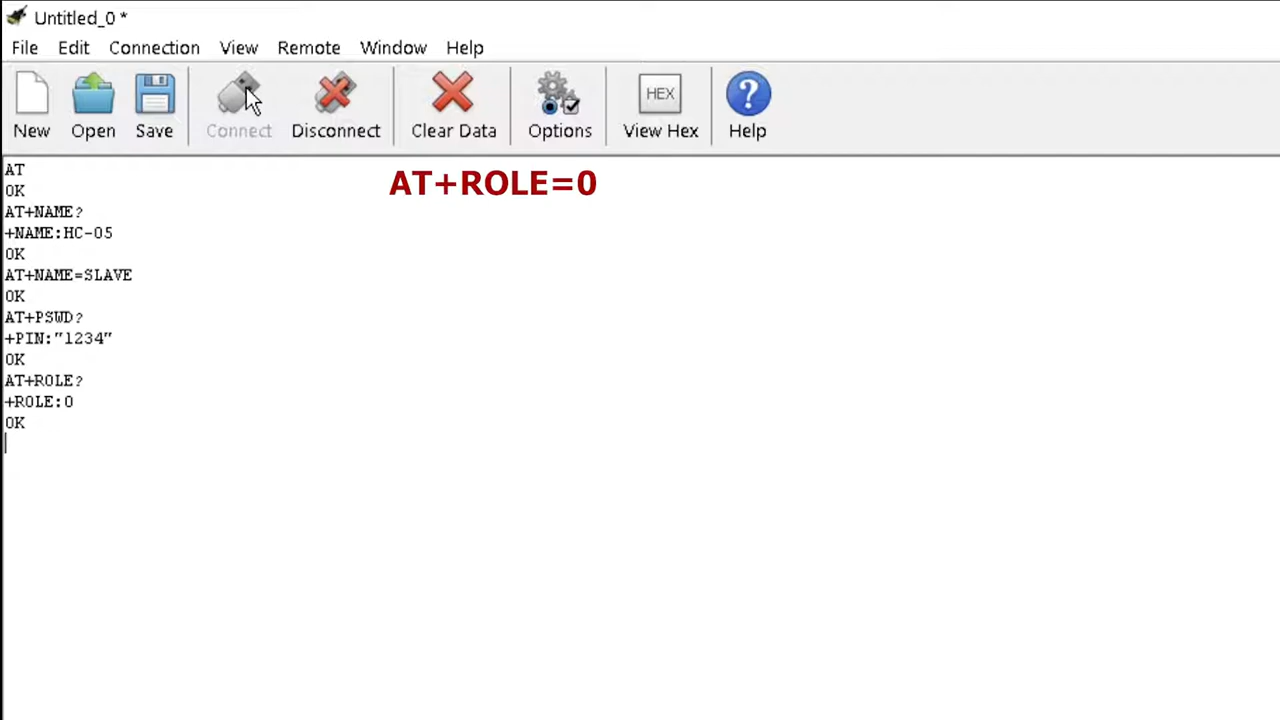 Untitled_0 *
File Edit Connection View Remote Window Help
New Open Save Connect Disconnect Clear Data Options HEX View Hex ? Help
AT
AT+ROLE=0
OK
AT+NAME?
+NAME:HC-05
OK
AT+NAME=SLAVE
OK
AT+PSWD?
+PIN:"1234"
OK
AT+ROLE?
+ROLE:0
OK